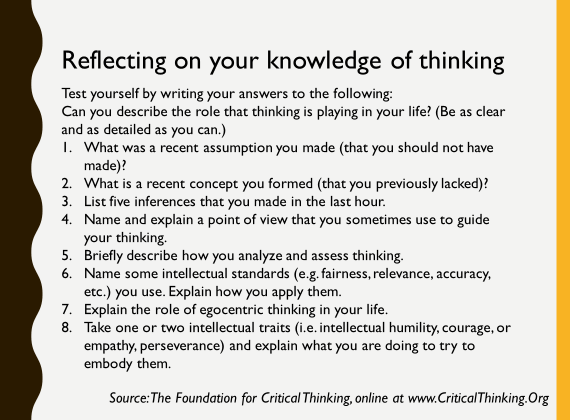 Reflecting on your knowledge of thinking
Test yourself by writing your answers to the following:
Can you describe the role that thinking is playing in your life? (Be as clear
and as detailed as you can.)
1. What was a recent assumption you made (that you should not have
made)?
2. What is a recent concept you formed (that you previously lacked)?
3. List five inferences that you made in the last hour.
4. Name and explain a point of view that you sometimes use to guide
your thinking.
5. Briefly describe how you analyze and assess thinking.
6. Name some intellectual standards (e.g. fairness, relevance, accuracy,
etc.) you use. Explain how you apply them.
7. Explain the role of egocentric thinking in your life.
8. Take one or two intellectual traits (i.e. intellectual humility, courage, or
empathy, perseverance) and explain what you are doing to try to
embody them.
Source: The Foundation for Critical Thinking, online at www.CriticalThinking.Org